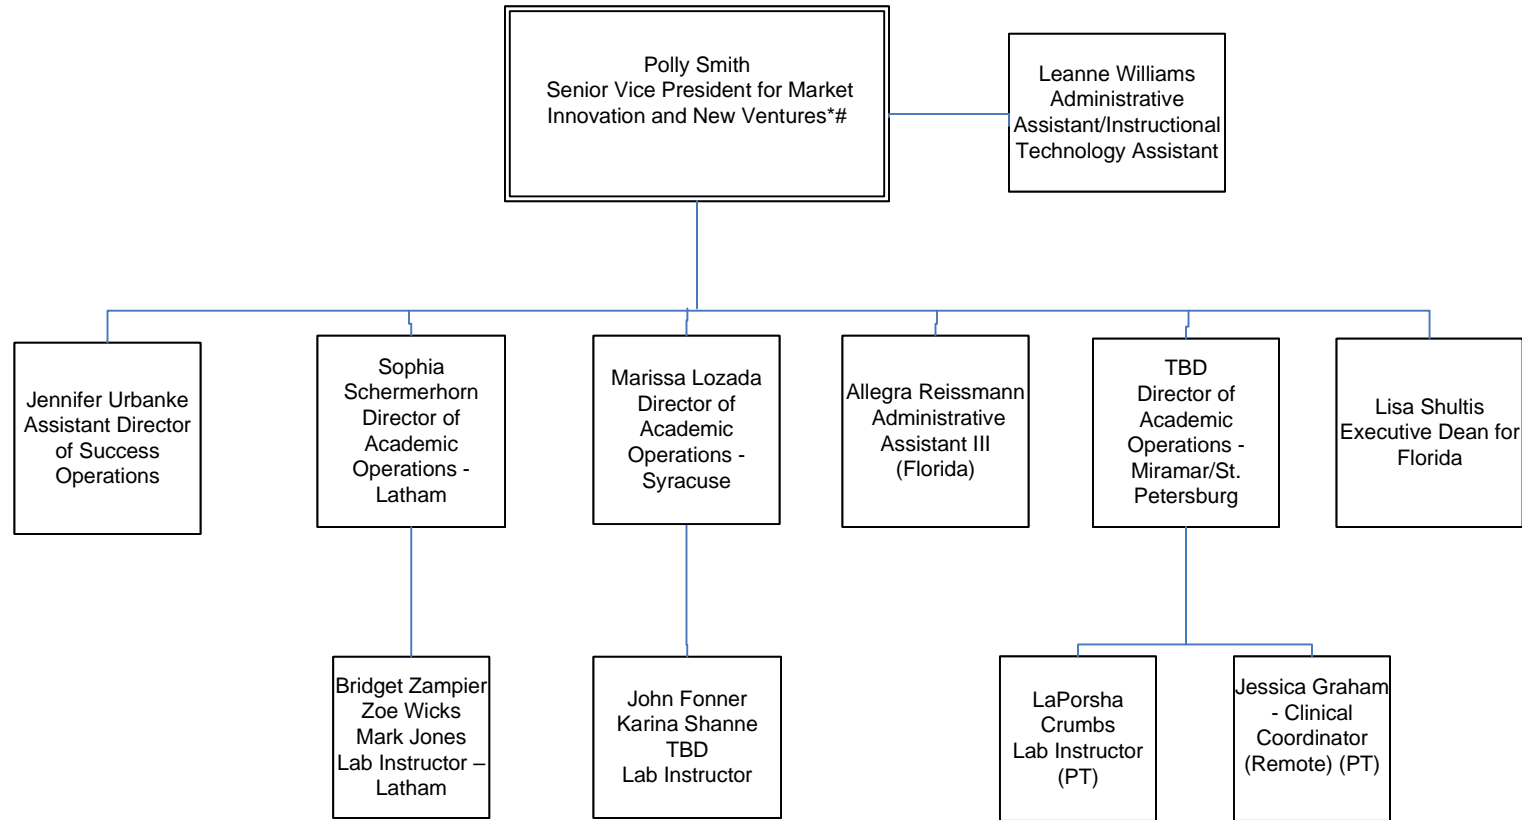 Polly Smith
Senior Vice President for Market
Innovation and New Ventures*#
Leanne Williams
Administrative
Assistant/Instructional
Technology Assistant
Jennifer Urbanke
Assistant Director
of Success
Operations
Sophia
Schermerhorn
Director of
Academic
Operations -
Latham
Marissa Lozada
Director of
Academic
Operations -
Syracuse
Allegra Reissmann
Administrative
Assistant III
(Florida)
TBD
Director of
Academic
Operations -
Miramar/St.
Petersburg
Lisa Shultis
Executive Dean for
Florida
Bridget Zampier
Zoe Wicks
Mark Jones
Lab Instructor –
Latham
John Fonner
Karina Shanne
TBD
Lab Instructor
LaPorsha
Crumbs
Lab Instructor
(PT)
Jessica Graham
- Clinical
Coordinator
(Remote) (PT)